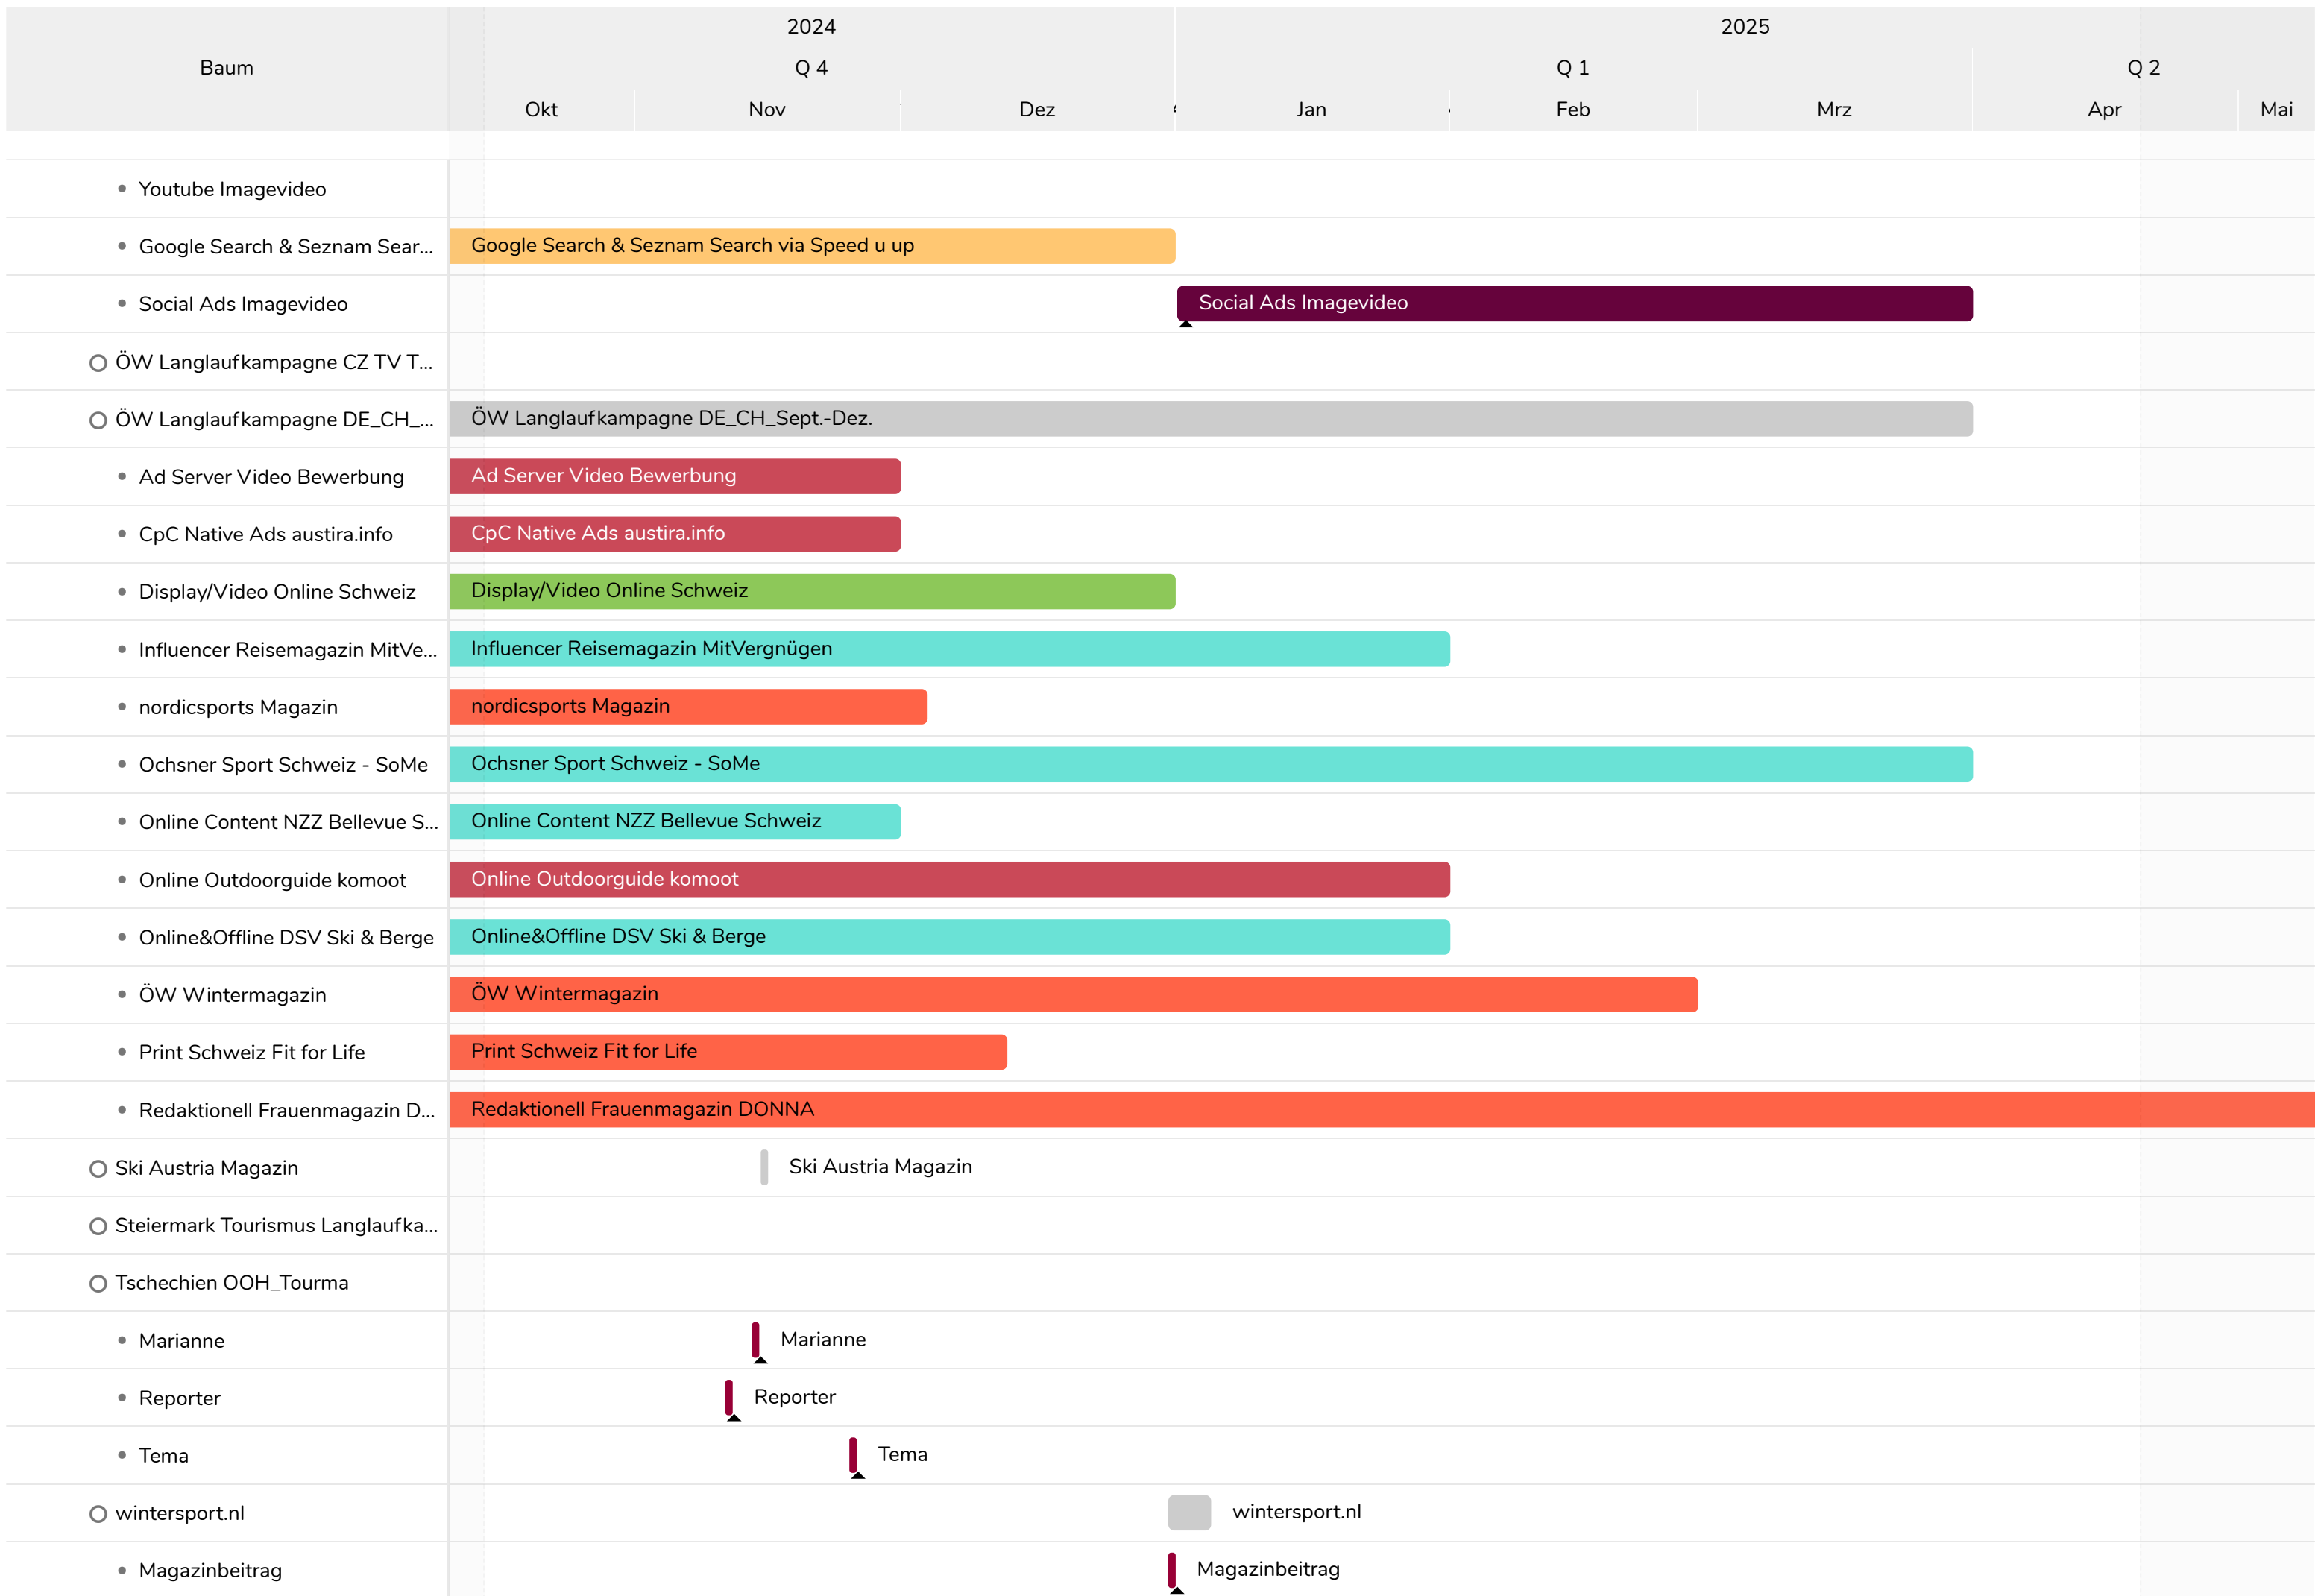 2024 2025
Baum Q 4 Q 1 Q 2
Okt Nov Dez Jan Feb Mrz Apr Mai
Youtube Imagevideo
Google Search & Seznam Sear... Google Search & Seznam Search via Speed u up
Social Ads Imagevideo Social Ads Imagevideo
ÖW Langlaufkampagne CZ TV T...
ÖW Langlaufkampagne DE_CH_... ÖW Langlaufkampagne DE_CH_Sept.-Dez.
Ad Server Video Bewerbung Ad Server Video Bewerbung
CpC Native Ads austira.info CpC Native Ads austira.info
Display/Video Online Schweiz Display/Video Online Schweiz
Influencer Reisemagazin MitVe... Influencer Reisemagazin MitVergnügen
nordicsports Magazin nordicsports Magazin
Ochsner Sport Schweiz - SoMe Ochsner Sport Schweiz - SoMe
Online Content NZZ Bellevue S... Online Content NZZ Bellevue Schweiz
Online Outdoorguide komoot Online Outdoorguide komoot
Online&Offline DSV Ski & Berge Online&Offline DSV Ski & Berge
ÖW Wintermagazin ÖW Wintermagazin
Print Schweiz Fit for Life Print Schweiz Fit for Life
Redaktionell Frauenmagazin D... Redaktionell Frauenmagazin DONNA
Ski Austria Magazin Ski Austria Magazin
Steiermark Tourismus Langlaufka...
Tschechien OOH_Tourma
Marianne Marianne
Reporter Reporter
Tema Tema
wintersport.nl wintersport.nl
Magazinbeitrag Magazinbeitrag